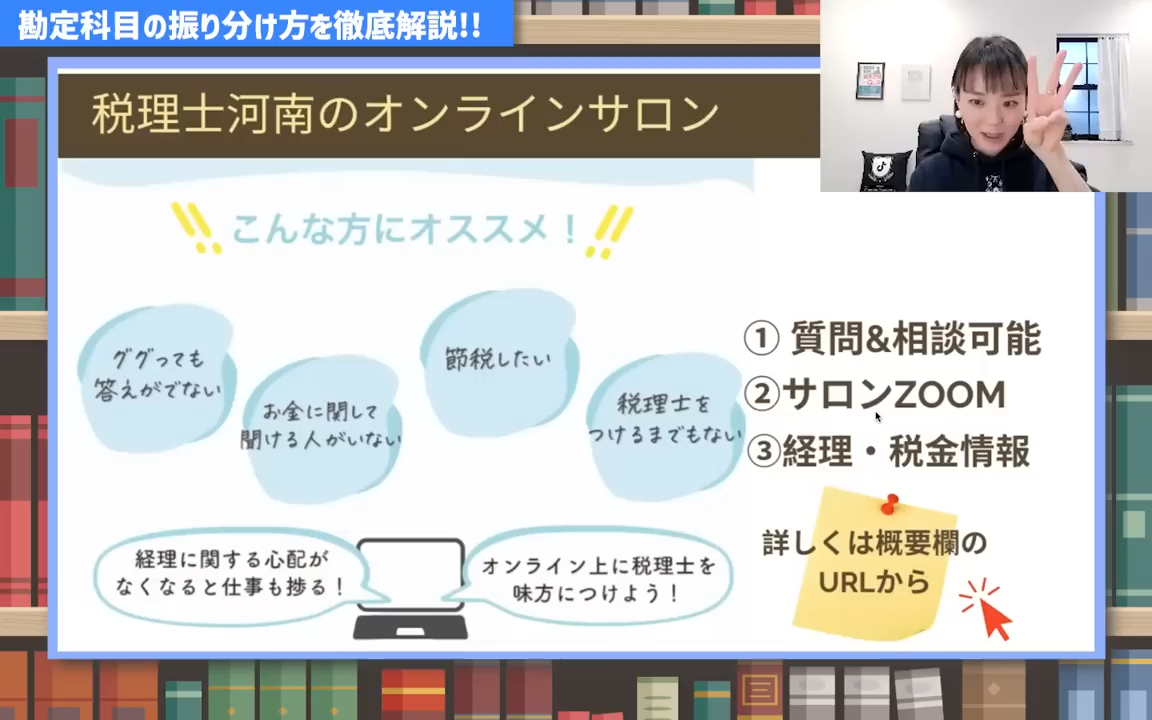 勘定科目の振り分け方を徹底解説!!
税理士河南のオンラインサロン
こんな方にオススメ！
ググっても
答えがでない
お金に関して
聞ける人がいない
節税したい
税理士を
つけるまでもない
① 質問&相談可能
②サロンZOOM
③経理・税金情報
経理に関する心配が
なくなると仕事も捗る！
オンライン上に税理士を
味方につけよう！
詳しくは概要欄の
URLから